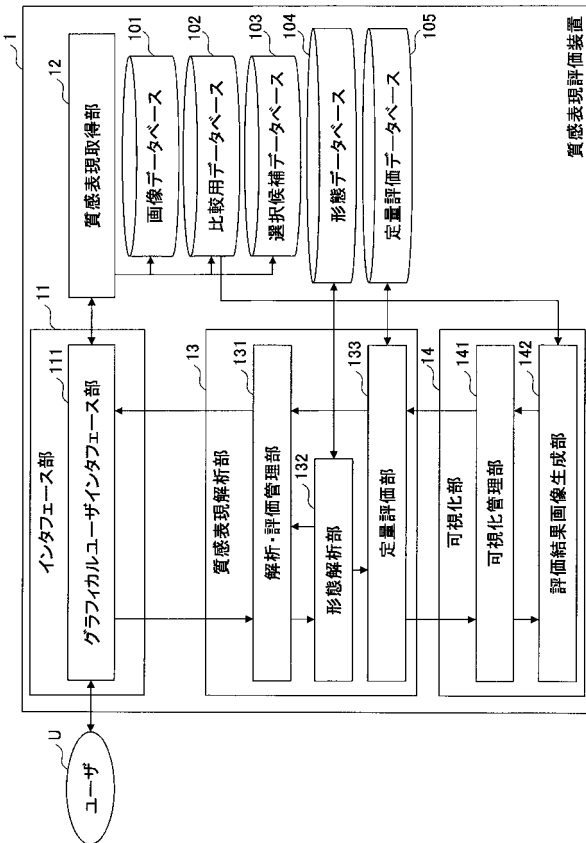 質感表現評価装置
1
ユーザ
U
インタフェース部
11
グラフィカルユーザインタフェース部
111
質感表現取得部
12
画像データベース
101
比較用データベース
102
選択候補データベース
103
形態データベース
104
定量評価データベース
105
質感表現解析部
13
解析・評価管理部
131
形態解析部
132
定量評価部
133
可視化部
14
可視化管理部
141
評価結果画像生成部
142